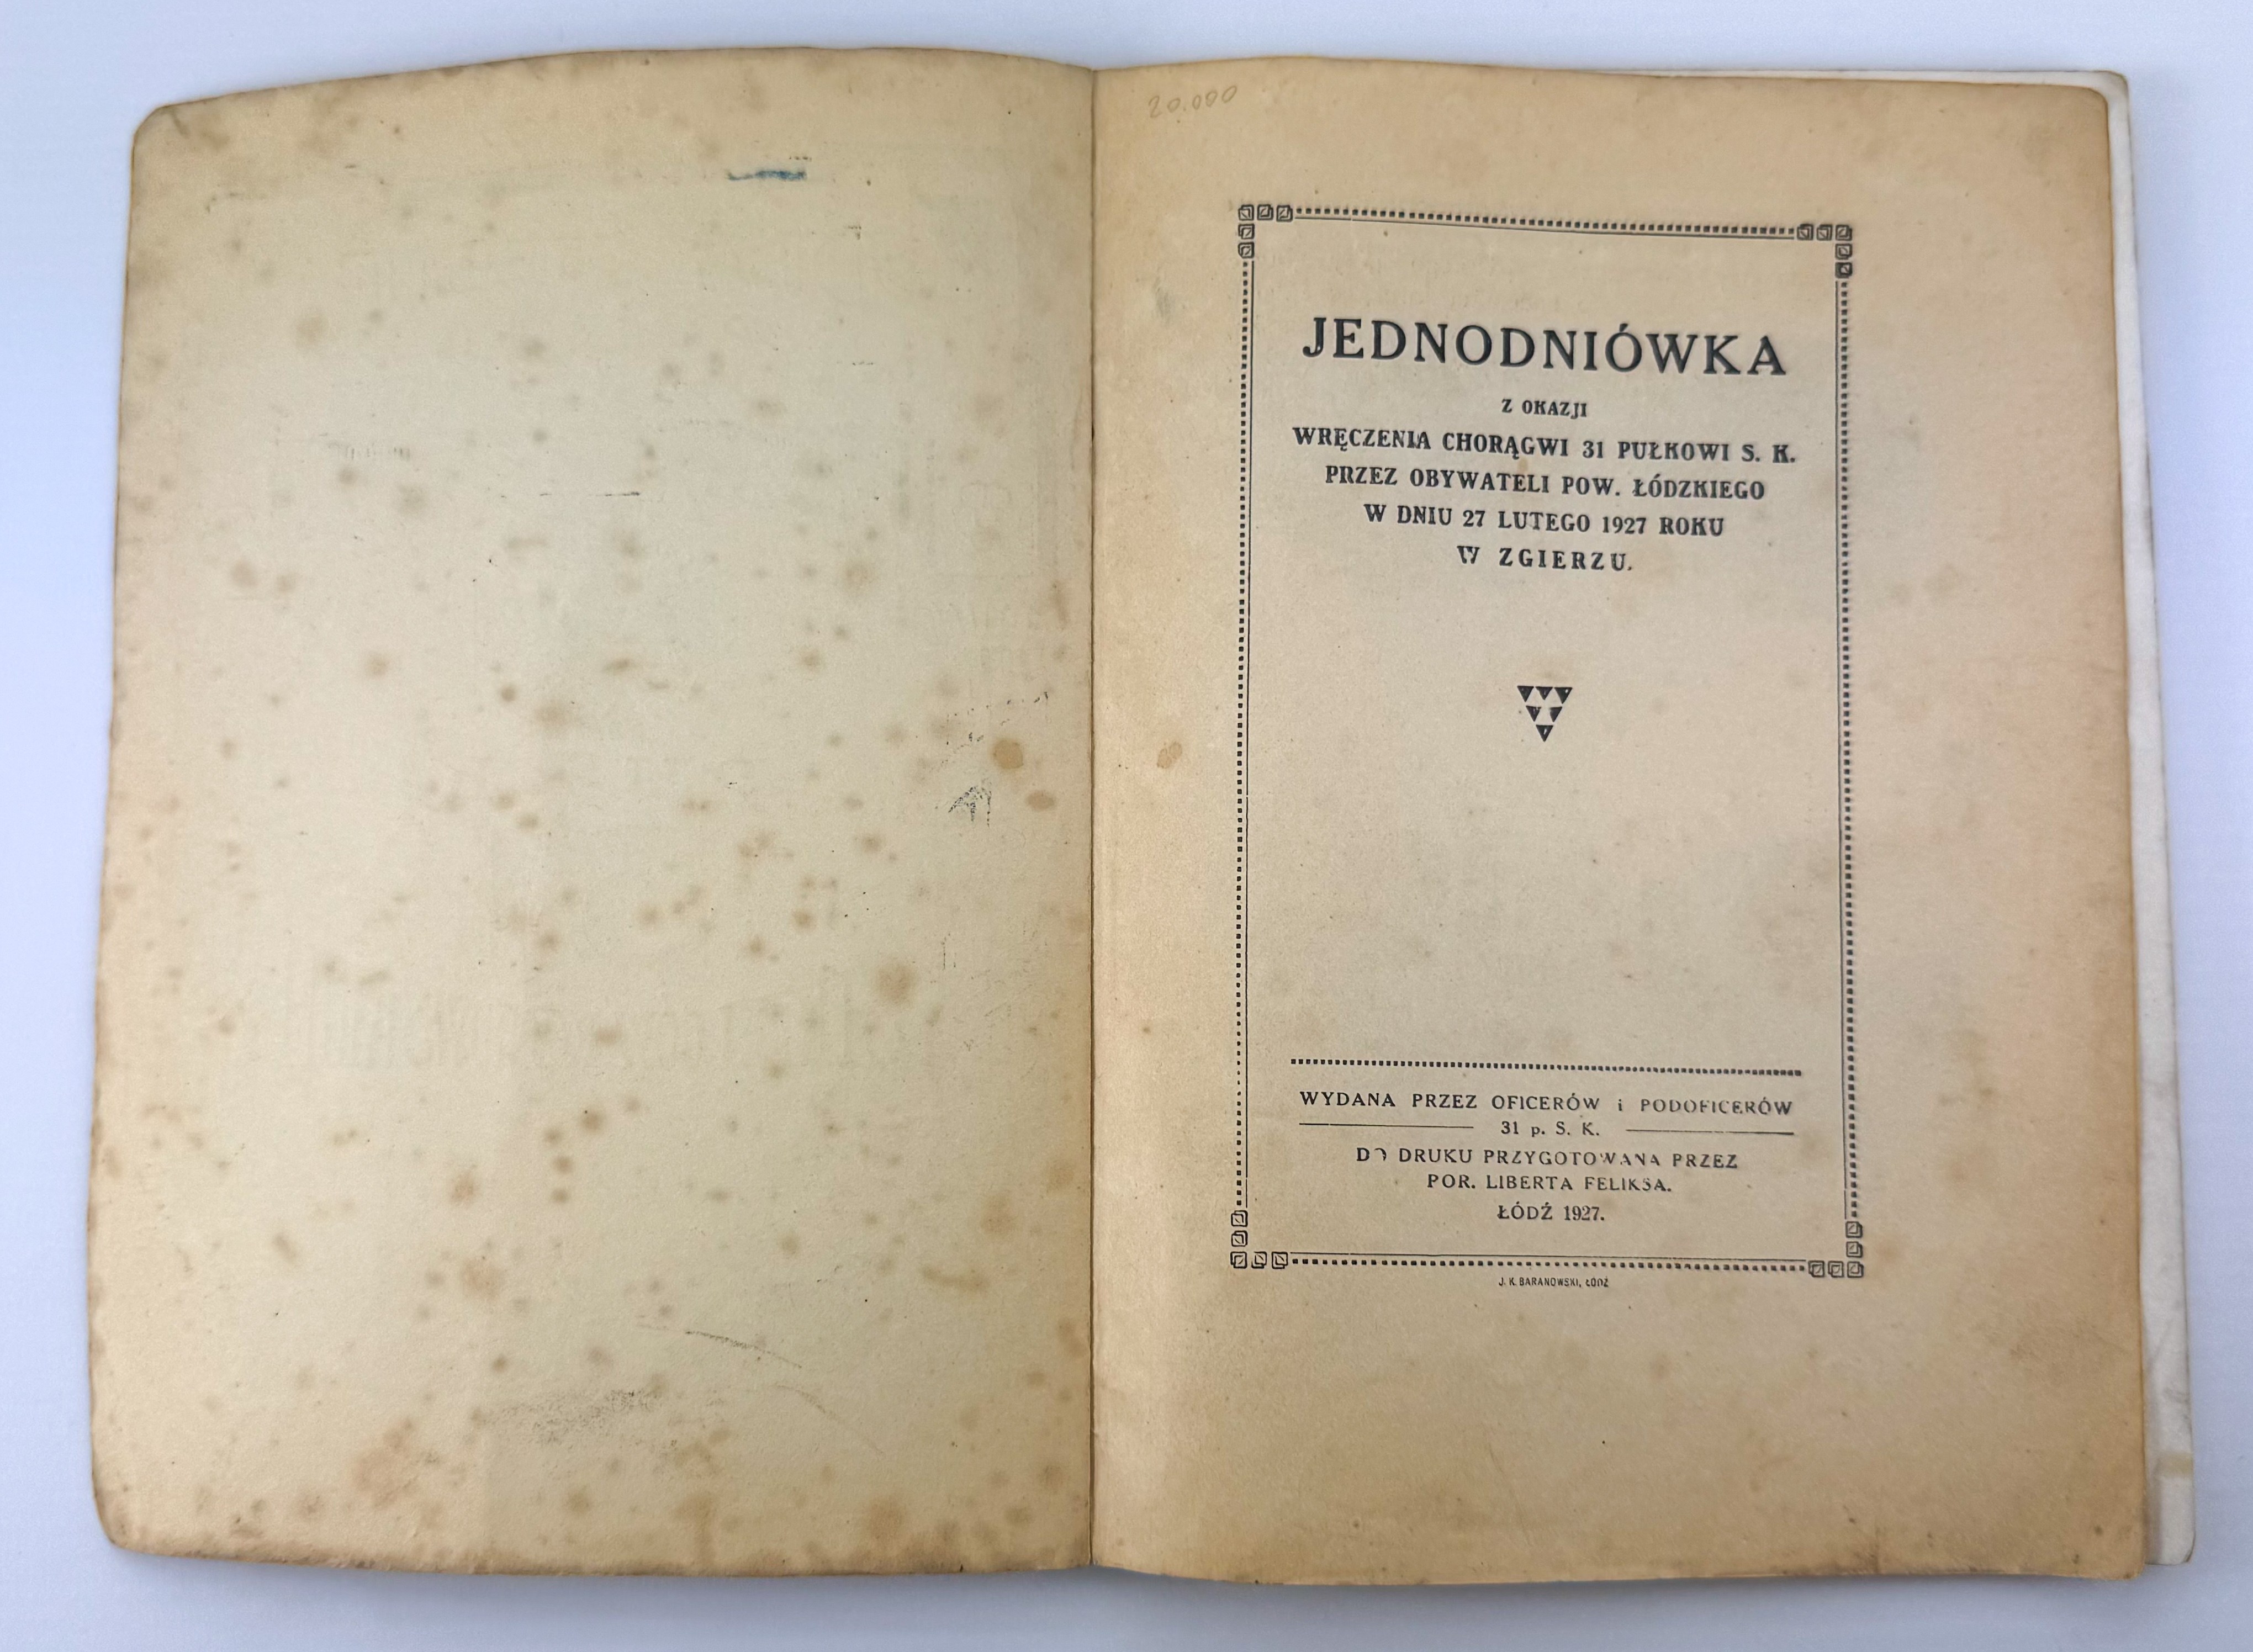 20.000
JEDNODNIÓWKA
Z OKAZJI
WRĘCZENIA CHORĄGWI 31 PUŁKOWI S. K.
PRZEZ OBYWATELI POW. ŁÓDZKIEGO
W DNIU 27 LUTEGO 1927 ROKU
W ZGIERZU.
WYDANA PRZEZ OFICERÓW i PODOFICERÓW
31 p. S. K.
DO DRUKU PRZYGOTOWANA PRZEZ
POR. LIBERTA FELIKSA.
ŁÓDŹ 1927.
J. K. BARANOWSKI, ŁÓDŹ